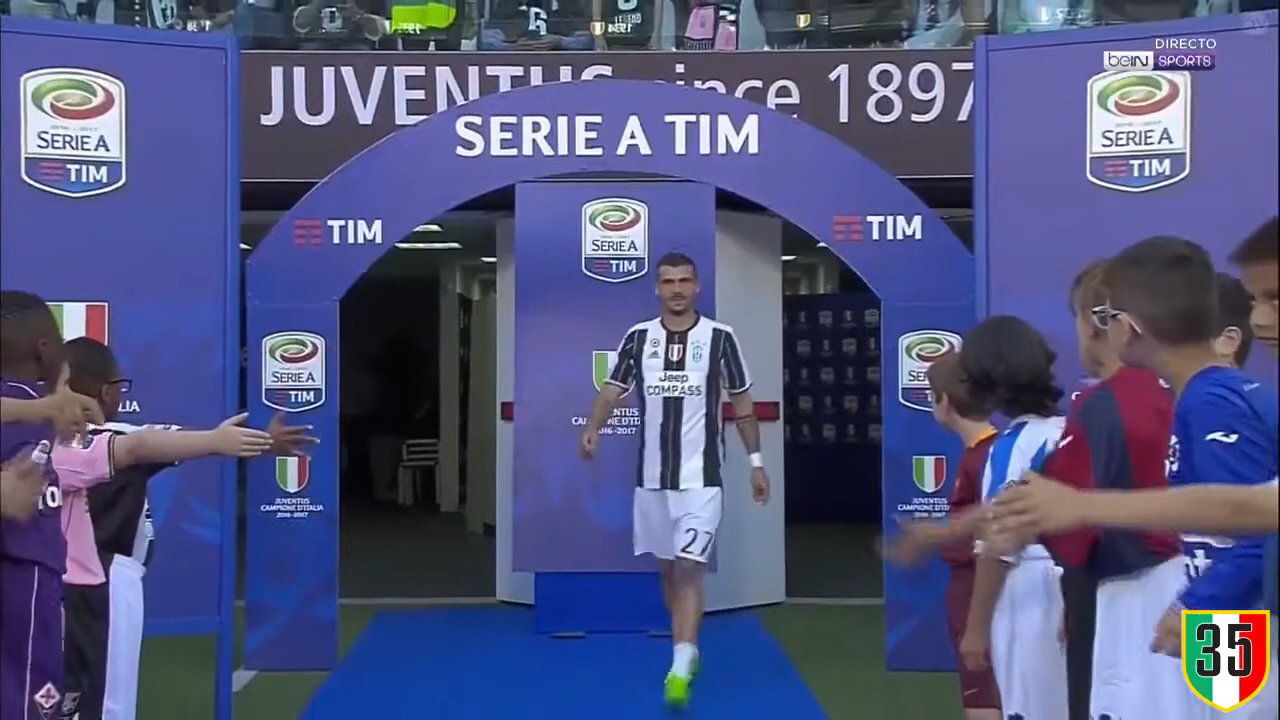 DIRECTO
beIN SPORTS
JUVENTUS since 1897
SERIE A TIM
SERIE A
TIM
SERIE A
TIM
TIM
TIM
SERIE A
TIM
SERIE A
TIM
SERIE A
TIM
Jeep
COMPASS
27
JUVENTUS
CAMPIONE D'ITALIA
2016-2017
JUVENTUS
CAMPIONE D'ITALIA
2016-2017
35